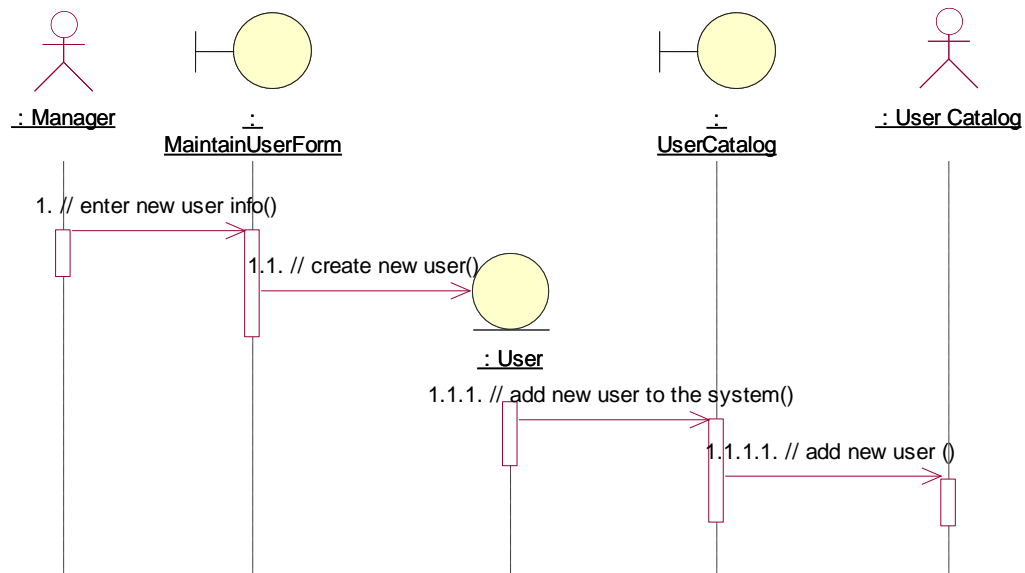 : Manager
:
MaintainUserForm
:
UserCatalog
: User Catalog
1. // enter new user info()
1.1. // create new user()
: User
1.1.1. // add new user to the system()
1.1.1.1. // add new user ()